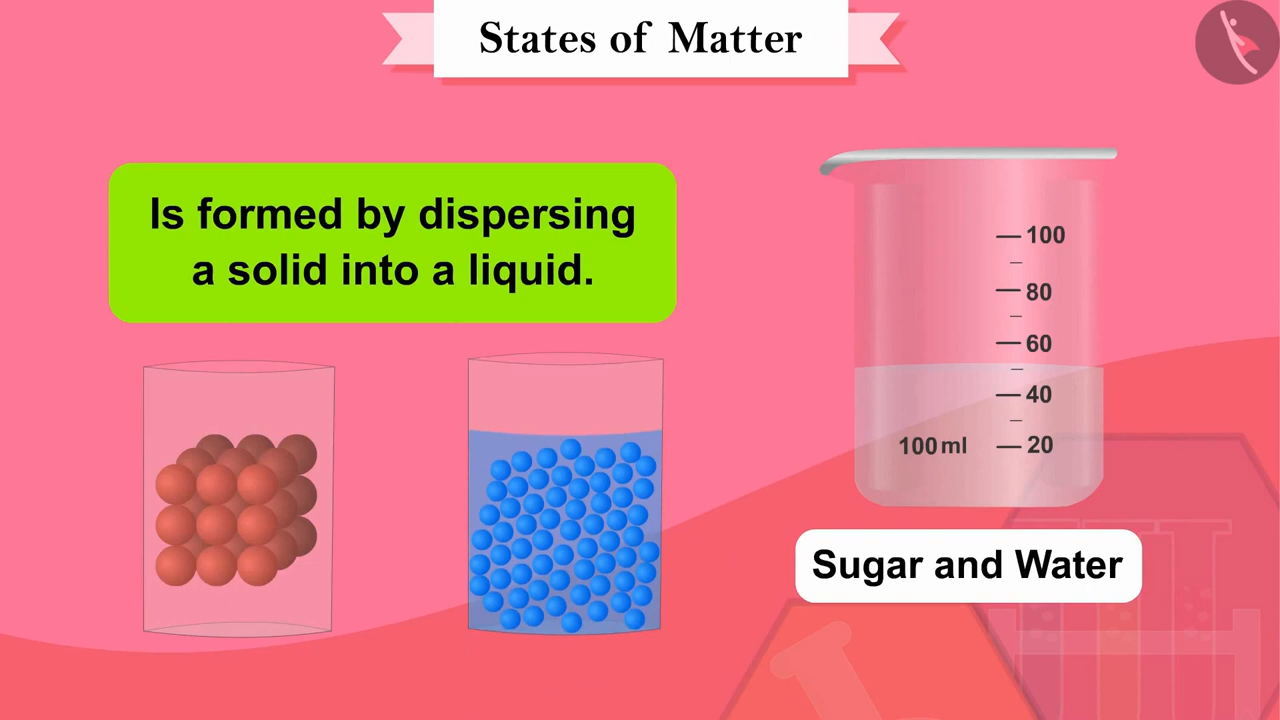 States of Matter
Is formed by dispersing
a solid into a liquid.
100
80
60
40
100 ml 20
Sugar and Water